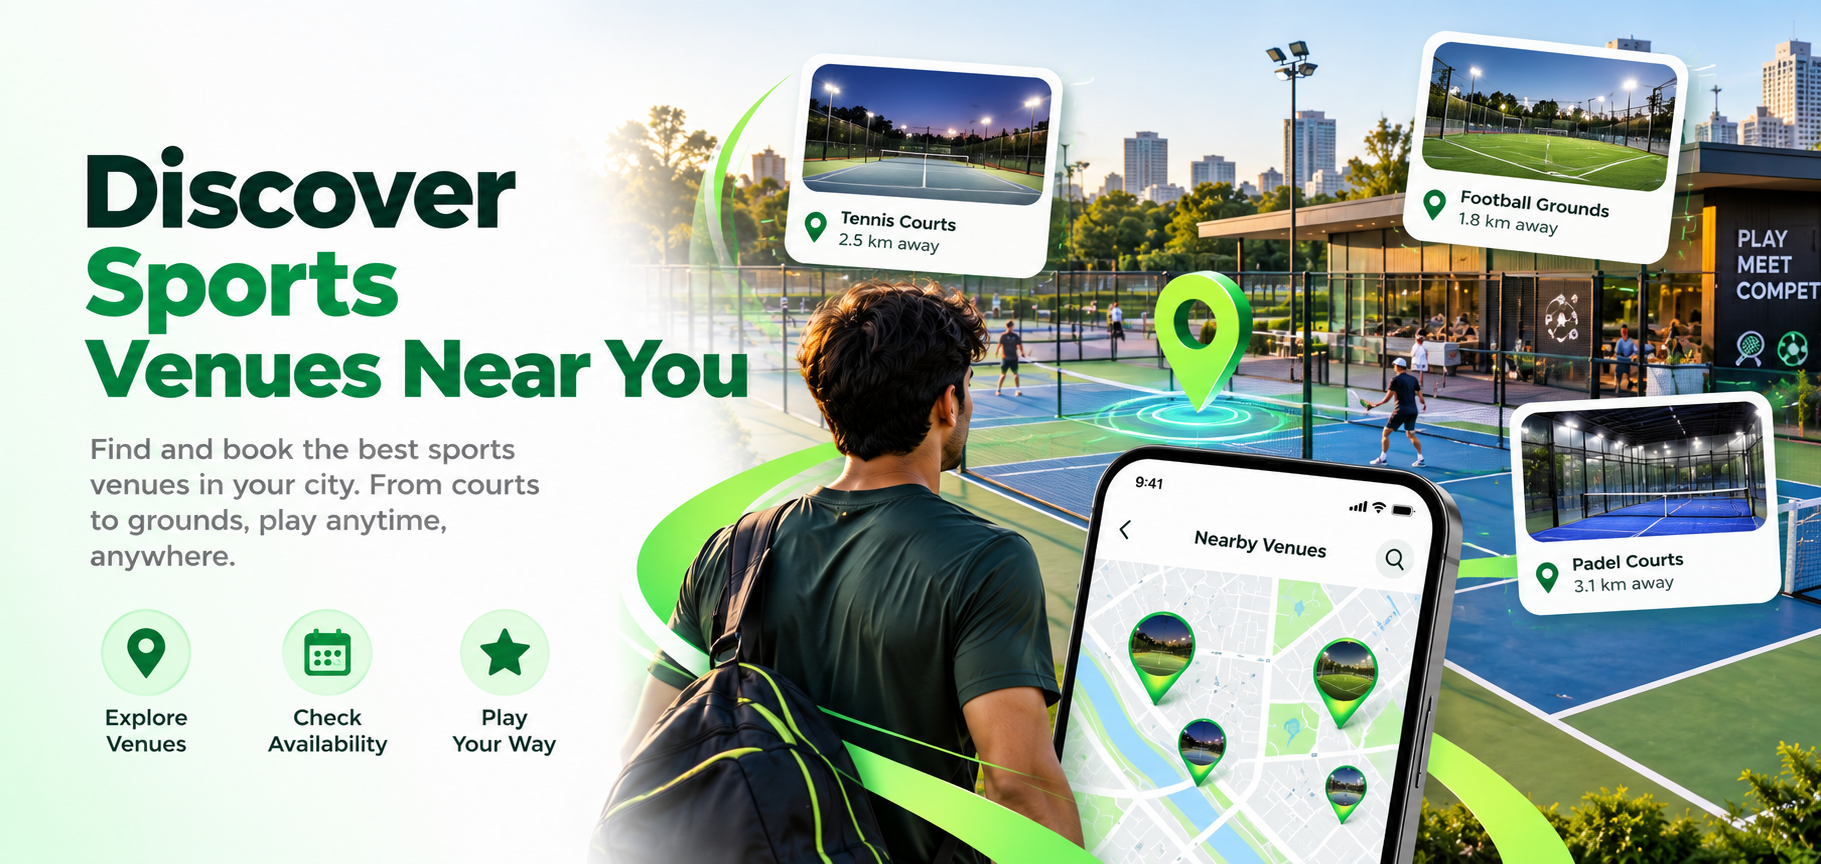 Discover
Sports
Venues Near You
Find and book the best sports
venues in your city. From courts
to grounds, play anytime,
anywhere.
Explore
Venues
Check
Availability
Play
Your Way
Tennis Courts
2.5 km away
Football Grounds
1.8 km away
PLAY
MEET
COMPET
Padel Courts
3.1 km away
9:41
Nearby Venues